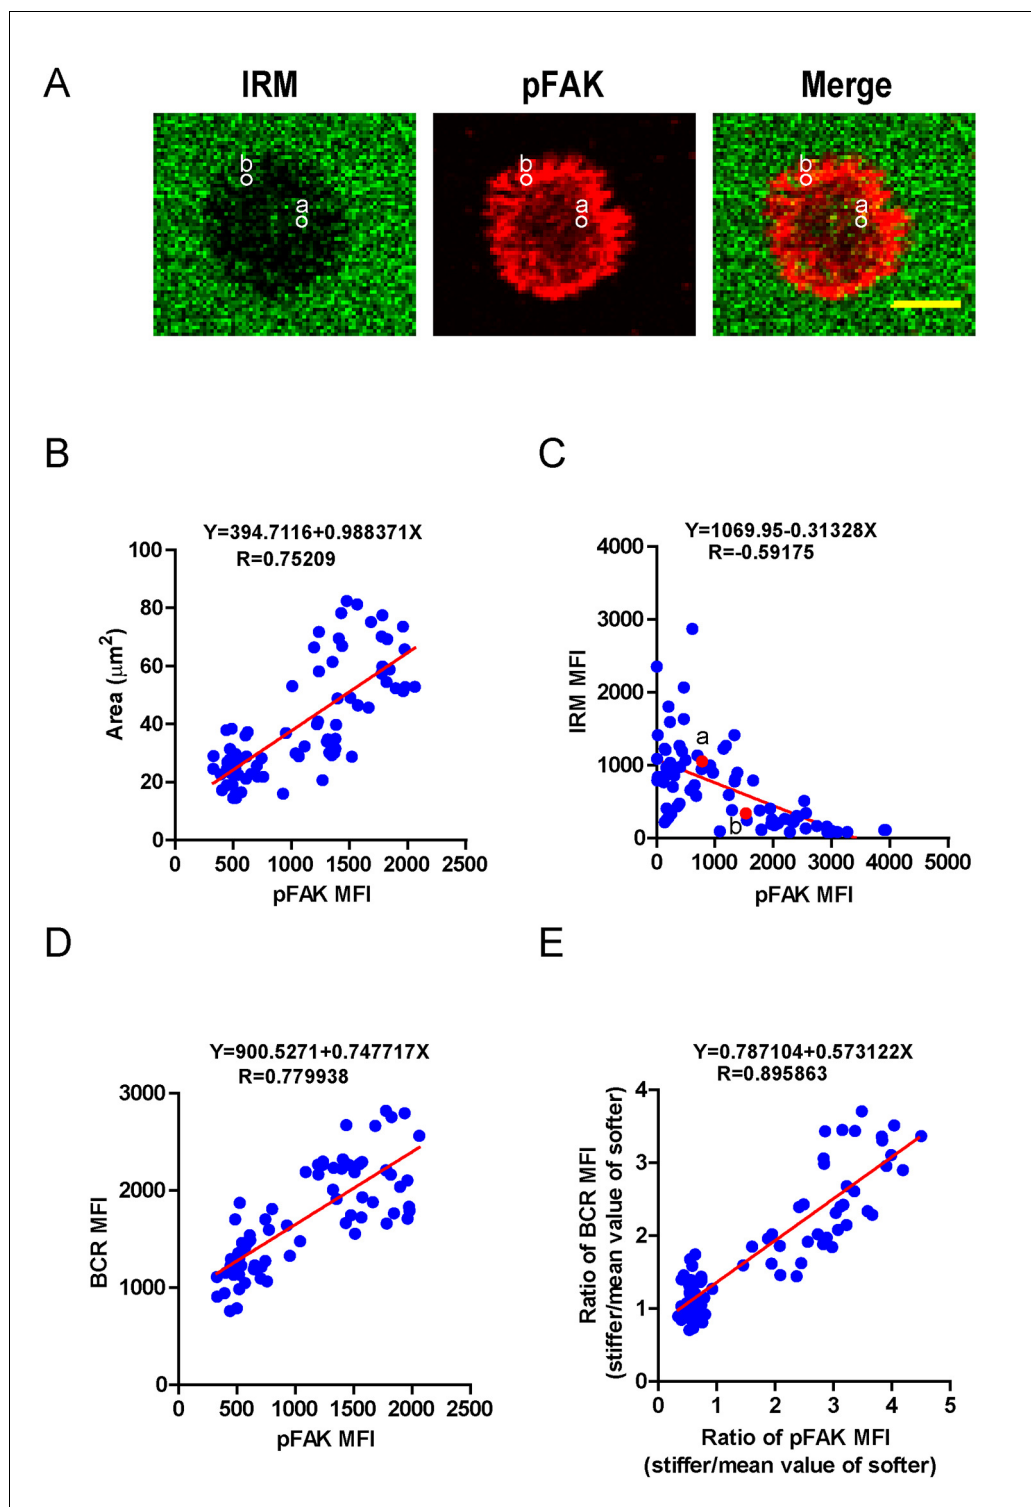 A
IRM
pFAK
Merge
b
a
b
a
b
a
B
Y=394.7116+0.988371X
R=0.75209
100
80
60
40
20
0
Area (μm²)
0 500 1000 1500 2000 2500
pFAK MFI
C
Y=1069.95-0.31328X
R=-0.59175
4000
3000
2000
1000
0
IRM MFI
a
b
0 1000 2000 3000 4000 5000
pFAK MFI
D
Y=900.5271+0.747717X
R=0.779938
3000
2000
1000
0
BCR MFI
0 500 1000 1500 2000 2500
pFAK MFI
E
Y=0.787104+0.573122X
R=0.895863
4
3
2
1
0
Ratio of BCR MFI
(stiffer/mean value of softer)
0 1 2 3 4 5
Ratio of pFAK MFI
(stiffer/mean value of softer)